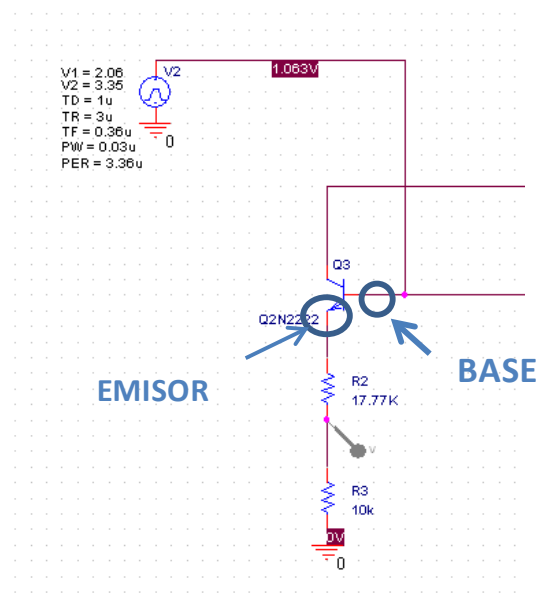 V1 = 2.06
V2 = 3.35
TD = 1u
TR = 3u
TF = 0.36u
PW = 0.03u
PER = 3.36u
V2
0
1.063V
Q3
Q2N2222
EMISOR
BASE
R2
17.77K
V
R3
10k
0V
0